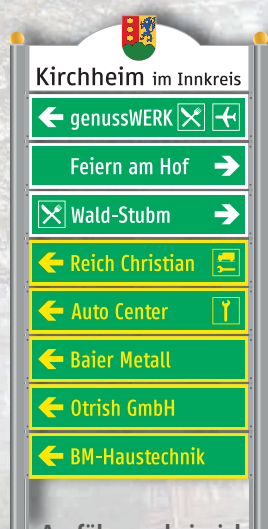 Kirchheim im Innkreis
genussWERK
Feiern am Hof
Wald-Stubm
Reich Christian
Auto Center
Baier Metall
Otrish GmbH
BM-Haustechnik